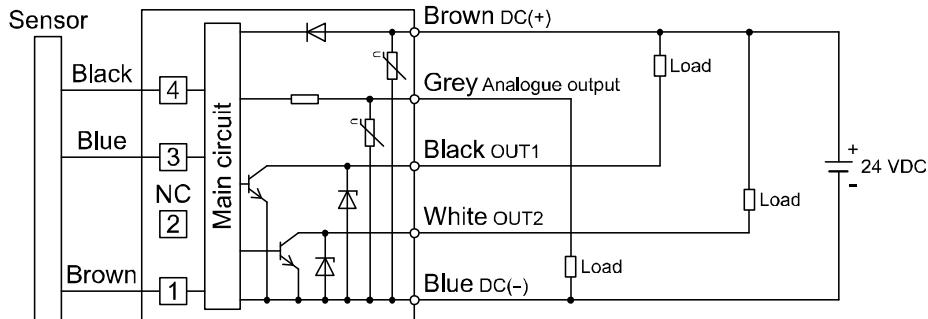 Sensor
Brown DC(+)
Black
4
Load
Grey Analogue output
Blue
3
Main circuit
Black OUT1
+
24 VDC
-
NC
2
Load
White OUT2
Brown
1
Load
Blue DC(-)
U
U